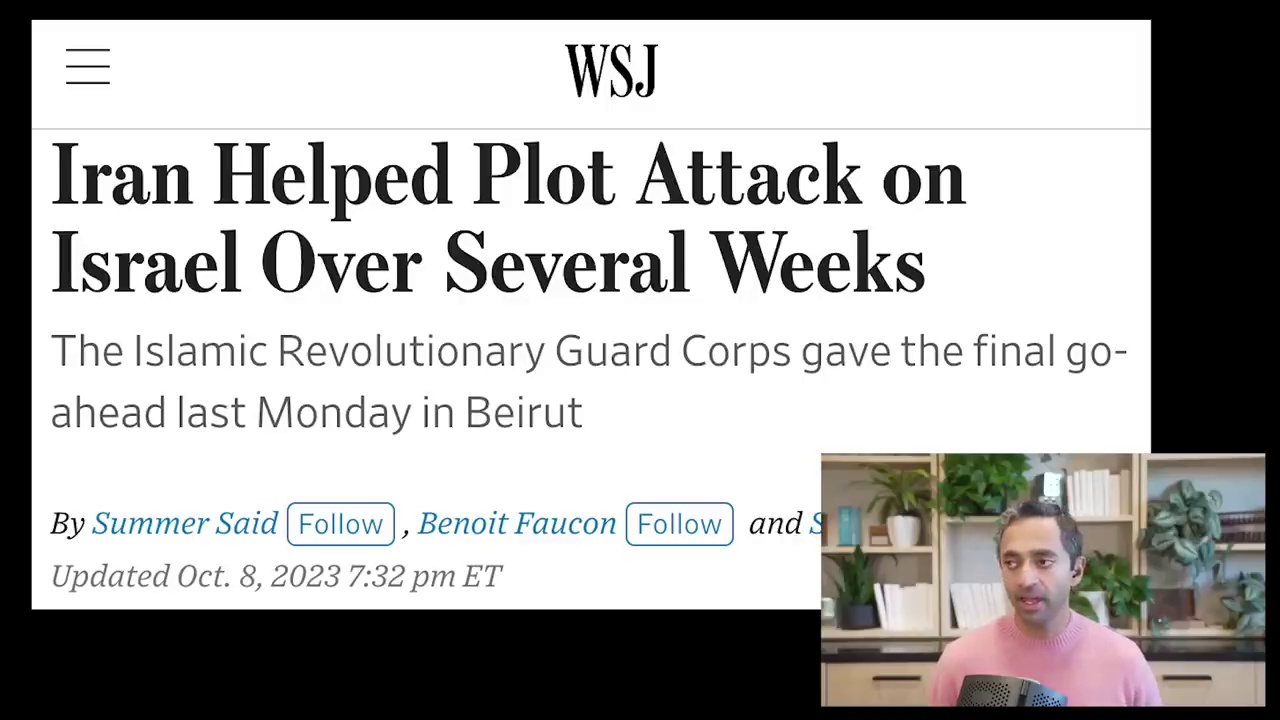 WSJ
Iran Helped Plot Attack on
Israel Over Several Weeks
The Islamic Revolutionary Guard Corps gave the final go-
ahead last Monday in Beirut
By Summer Said Follow , Benoit Faucon Follow and S
Updated Oct. 8, 2023 7:32 pm ET